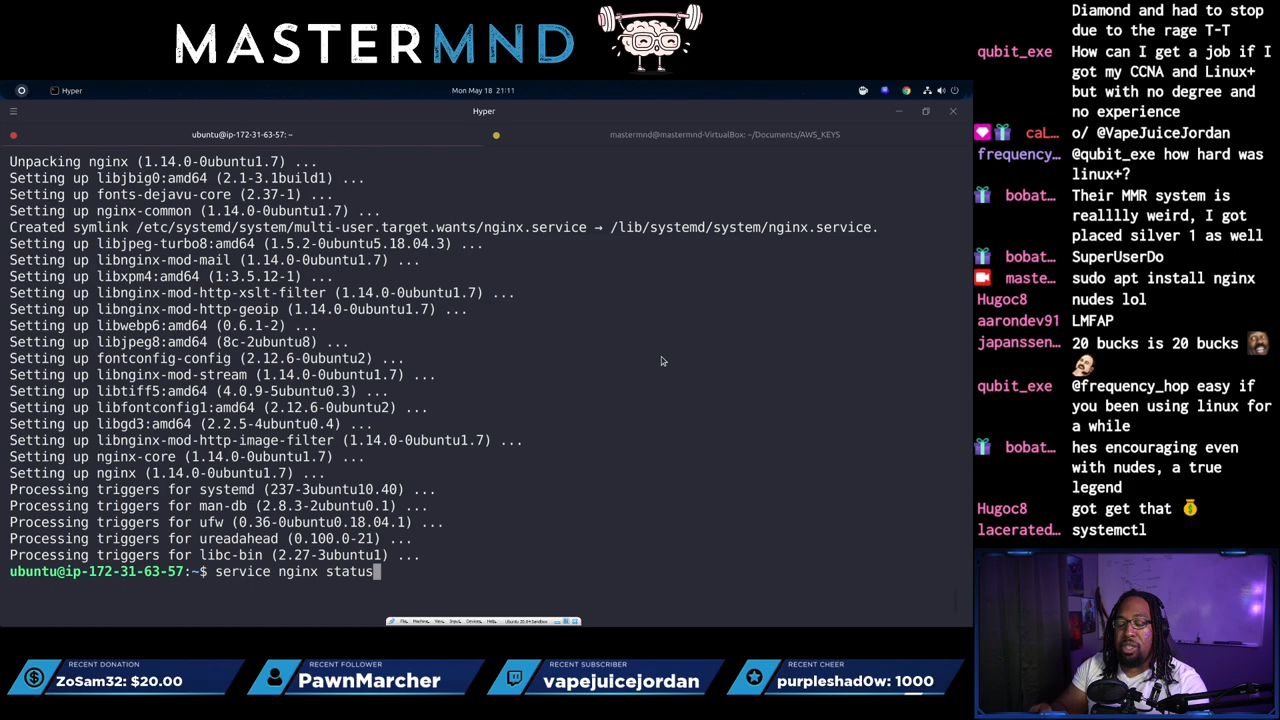 MASTERMND
Hyper
Mon May 18 21:11
Hyper
ubuntu@ip-172-31-63-57: ~
mastermnd@mastermnd-VirtualBox: ~/Documents/AWS_KEYS
Unpacking nginx (1.14.0-0ubuntu1.7) ...
Setting up libjbig0:amd64 (2.1-3.1build1) ...
Setting up fonts-dejavu-core (2.37-1) ...
Setting up nginx-common (1.14.0-0ubuntu1.7) ...
Created symlink /etc/systemd/system/multi-user.target.wants/nginx.service → /lib/systemd/system/nginx.service.
Setting up libjpeg-turbo8:amd64 (1.5.2-0ubuntu5.18.04.3) ...
Setting up libnginx-mod-mail (1.14.0-0ubuntu1.7) ...
Setting up libxpm4:amd64 (1:3.5.12-1) ...
Setting up libnginx-mod-http-xslt-filter (1.14.0-0ubuntu1.7) ...
Setting up libnginx-mod-http-geoip (1.14.0-0ubuntu1.7) ...
Setting up libwebp6:amd64 (0.6.1-2) ...
Setting up libjpeg8:amd64 (8c-2ubuntu8) ...
Setting up fontconfig-config (2.12.6-0ubuntu2) ...
Setting up libnginx-mod-stream (1.14.0-0ubuntu1.7) ...
Setting up libtiff5:amd64 (4.0.9-5ubuntu0.3) ...
Setting up libfontconfig1:amd64 (2.12.6-0ubuntu2) ...
Setting up libgd3:amd64 (2.2.5-4ubuntu0.4) ...
Setting up libnginx-mod-http-image-filter (1.14.0-0ubuntu1.7) ...
Setting up nginx-core (1.14.0-0ubuntu1.7) ...
Setting up nginx (1.14.0-0ubuntu1.7) ...
Processing triggers for systemd (237-3ubuntu10.40) ...
Processing triggers for man-db (2.8.3-2ubuntu0.1) ...
Processing triggers for ufw (0.36-0ubuntu0.18.04.1) ...
Processing triggers for ureadahead (0.100.0-21) ...
Processing triggers for libc-bin (2.27-3ubuntu1) ...
ubuntu@ip-172-31-63-57:~$ service nginx status
File, Machine, View, Input, Devices, Help,
Diamond and had to stop
due to the rage T-T
qubit_exe How can I get a job if I
got my CCNA and Linux+
but with no degree and
no experience
caL… o/ @VapeJuiceJordan
frequency… @qubit_exe how hard was
linux+?
bobat… Their MMR system is
realllly weird, I got
placed silver 1 as well
bobat… SuperUserDo
maste… sudo apt install nginx
Hugoc8 nudes lol
aarondev91 LMFAP
japanssen… 20 bucks is 20 bucks
qubit_exe @frequency_hop easy if
you been using linux for
a while
bobat… hes encouraging even
with nudes, a true
legend
Hugoc8 got get that
lacerated… systemctl
RECENT DONATION
ZoSam32: $20.00
RECENT FOLLOWER
PawnMarcher
RECENT SUBSCRIBER
vapejuicejordan
RECENT CHEER
purpleshad0w: 1000